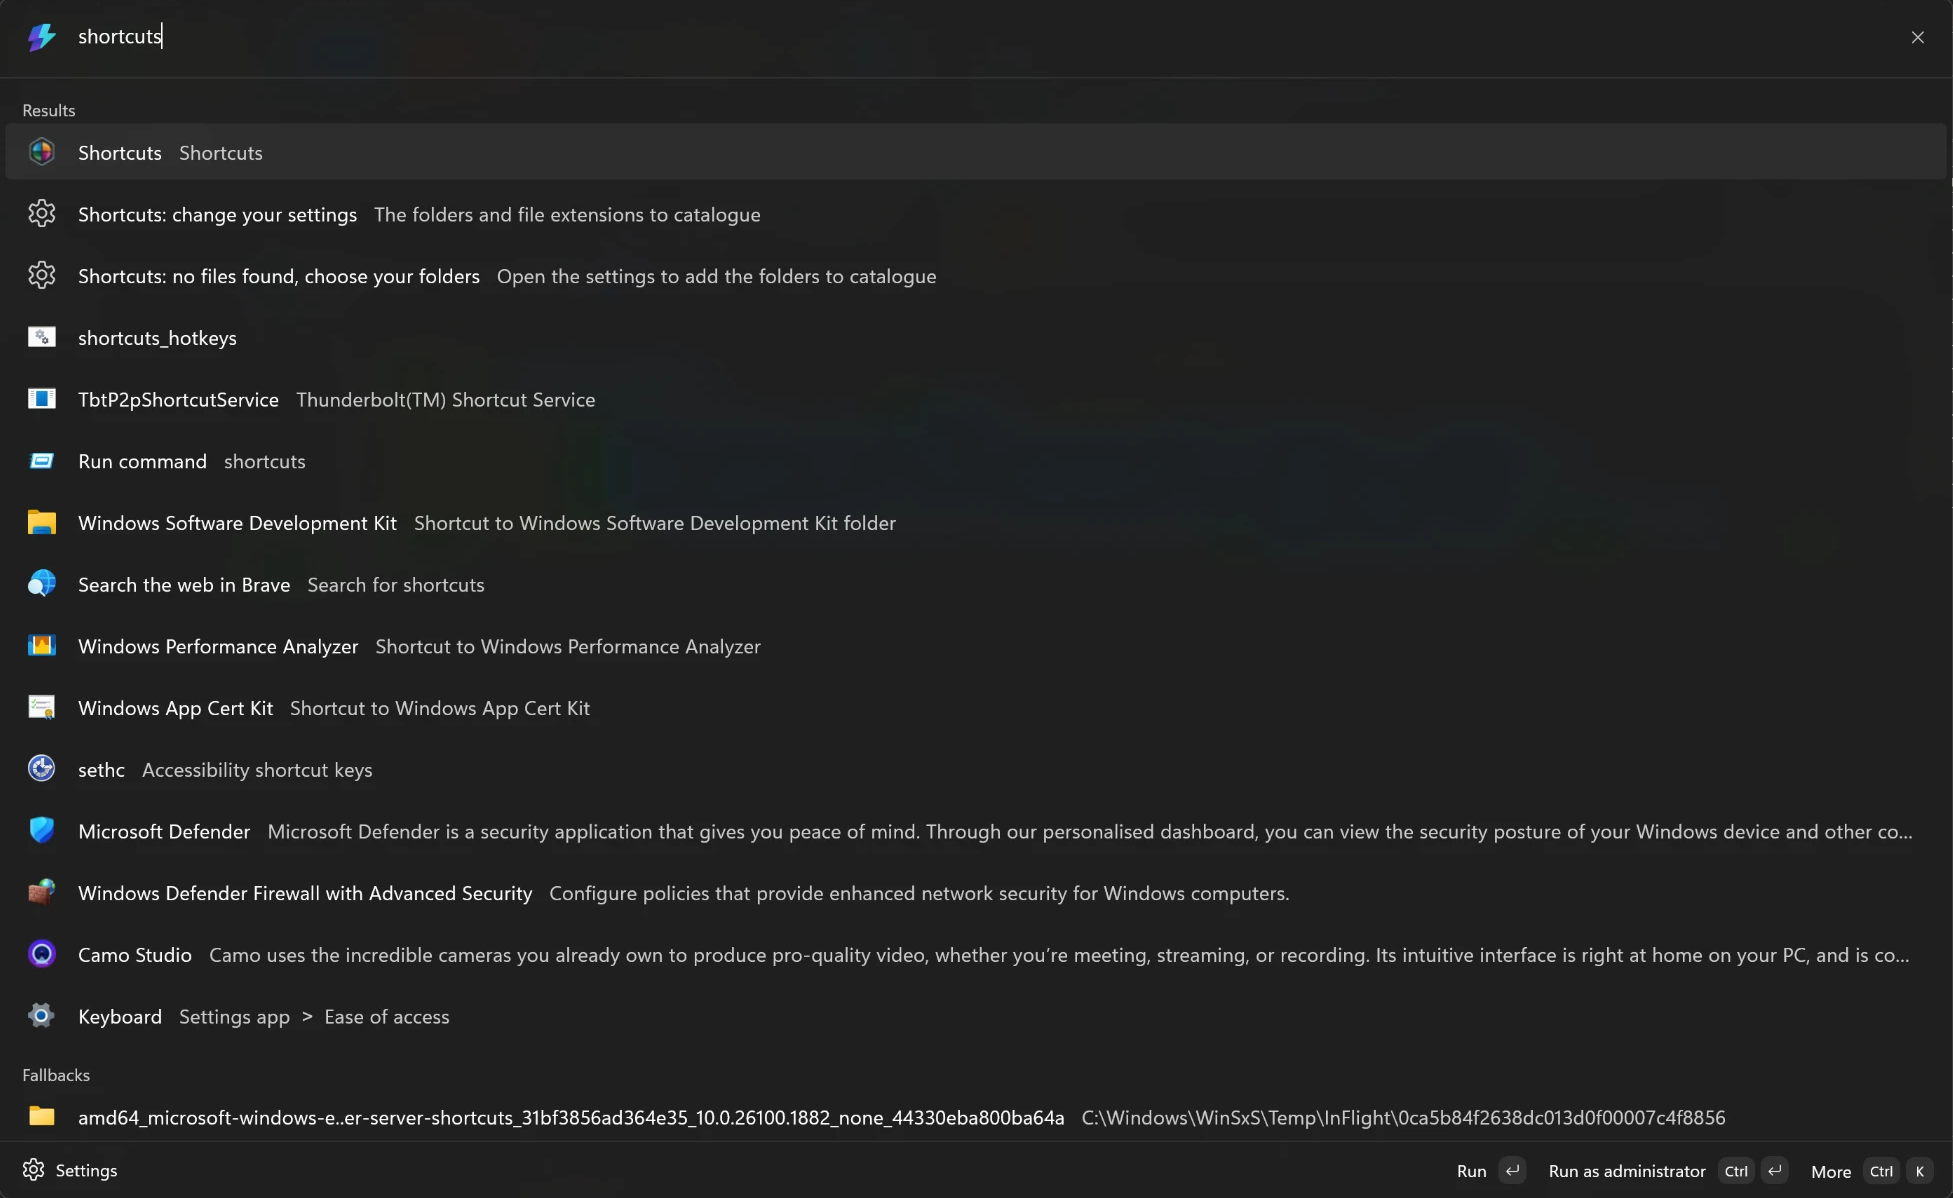 shortcuts
Results
Shortcuts Shortcuts
Shortcuts: change your settings The folders and file extensions to catalogue
Shortcuts: no files found, choose your folders Open the settings to add the folders to catalogue
shortcuts_hotkeys
TbtP2pShortcutService Thunderbolt(TM) Shortcut Service
Run command shortcuts
Windows Software Development Kit Shortcut to Windows Software Development Kit folder
Search the web in Brave Search for shortcuts
Windows Performance Analyzer Shortcut to Windows Performance Analyzer
Windows App Cert Kit Shortcut to Windows App Cert Kit
sethc Accessibility shortcut keys
Microsoft Defender Microsoft Defender is a security application that gives you peace of mind. Through our personalised dashboard, you can view the security posture of your Windows device and other co...
Windows Defender Firewall with Advanced Security Configure policies that provide enhanced network security for Windows computers.
Camo Studio Camo uses the incredible cameras you already own to produce pro-quality video, whether you’re meeting, streaming, or recording. Its intuitive interface is right at home on your PC, and is co...
Keyboard Settings app > Ease of access
Fallbacks
amd64_microsoft-windows-e..er-server-shortcuts_31bf3856ad364e35_10.0.26100.1882_none_44330eba800ba64a C:\Windows\WinSxS\Temp\InFlight\0ca5b84f2638dc013d0f00007c4f8856
Settings Run Run as administrator Ctrl More Ctrl K